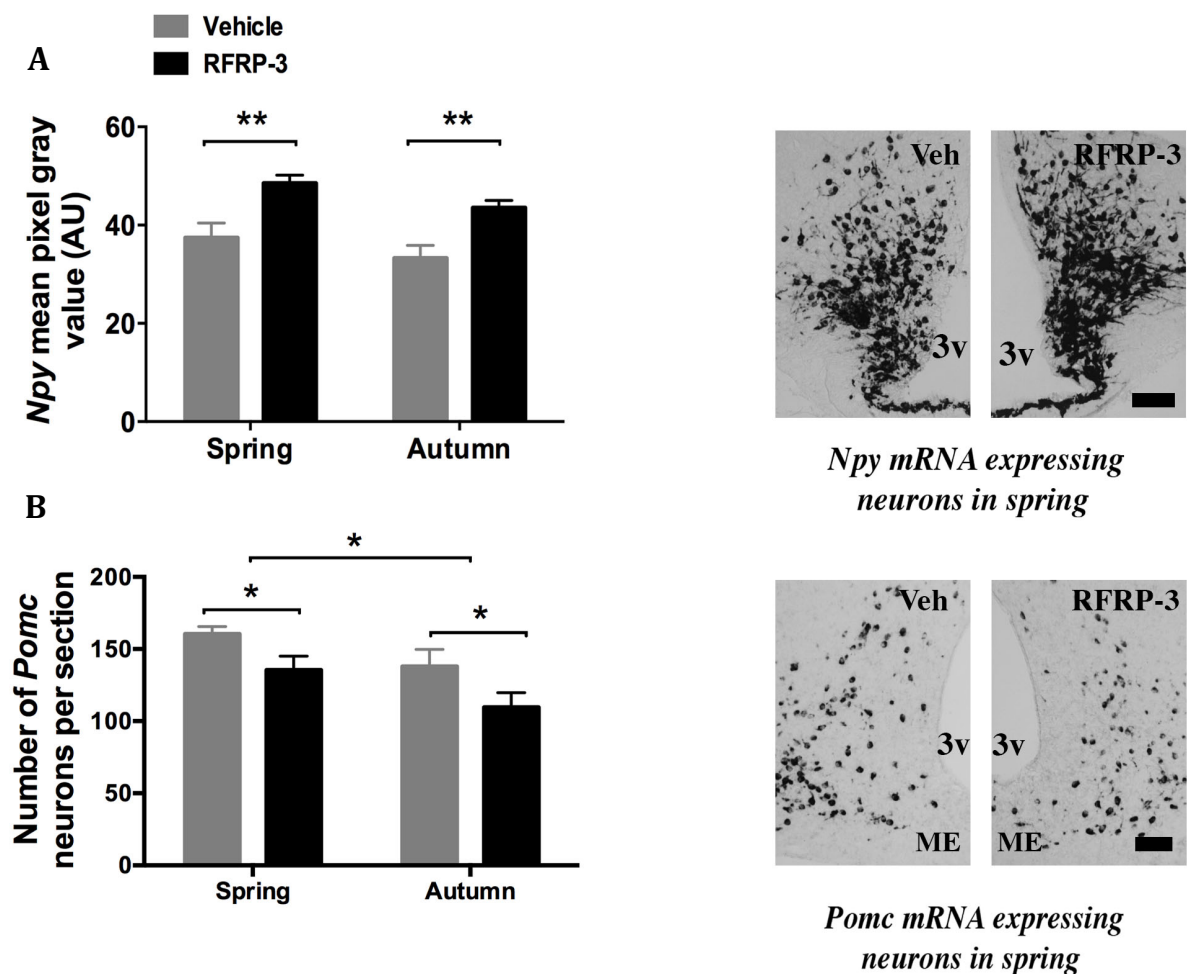 Vehicle
RFRP-3
A
Npy mean pixel gray
value (AU)
60
40
20
0
**
**
Spring
Autumn
Veh
RFRP-3
3v
3v
Npy mRNA expressing
neurons in spring
B
Number of Pomc
neurons per section
200
150
100
50
0
*
*
*
Spring
Autumn
Veh
RFRP-3
3v
3v
ME
ME
Pomc mRNA expressing
neurons in spring